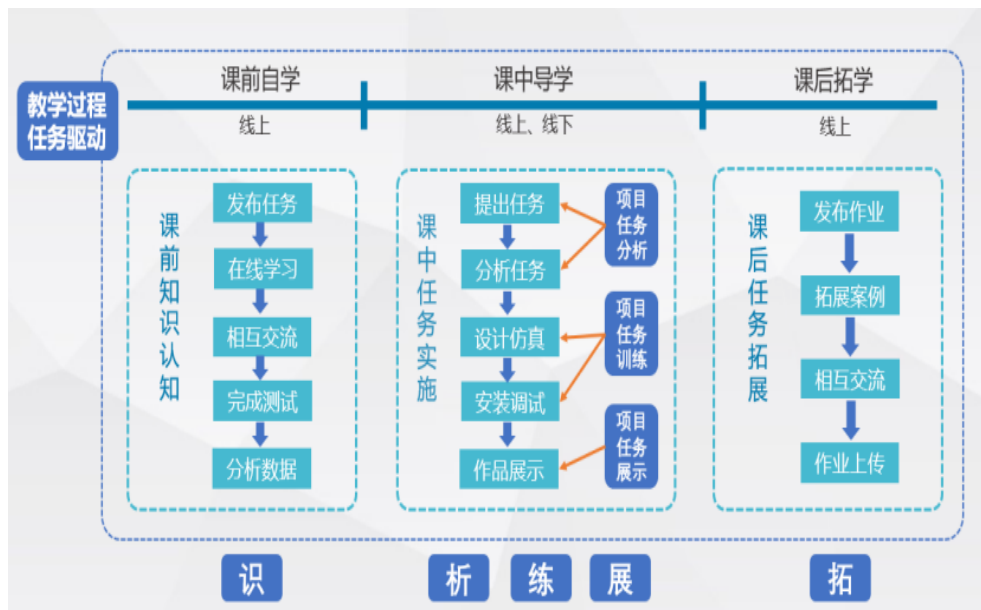 教学过程
任务驱动
课前自学
课中导学
课后拓学
线上
线上、线下
线上
课前知识认知
发布任务
在线学习
相互交流
完成测试
分析数据
课中任务实施
提出任务
分析任务
设计仿真
安装调试
作品展示
项目
任务
分析
项目
任务
训练
项目
任务
展示
课后任务拓展
发布作业
拓展案例
相互交流
作业上传
识
析
练
展
拓